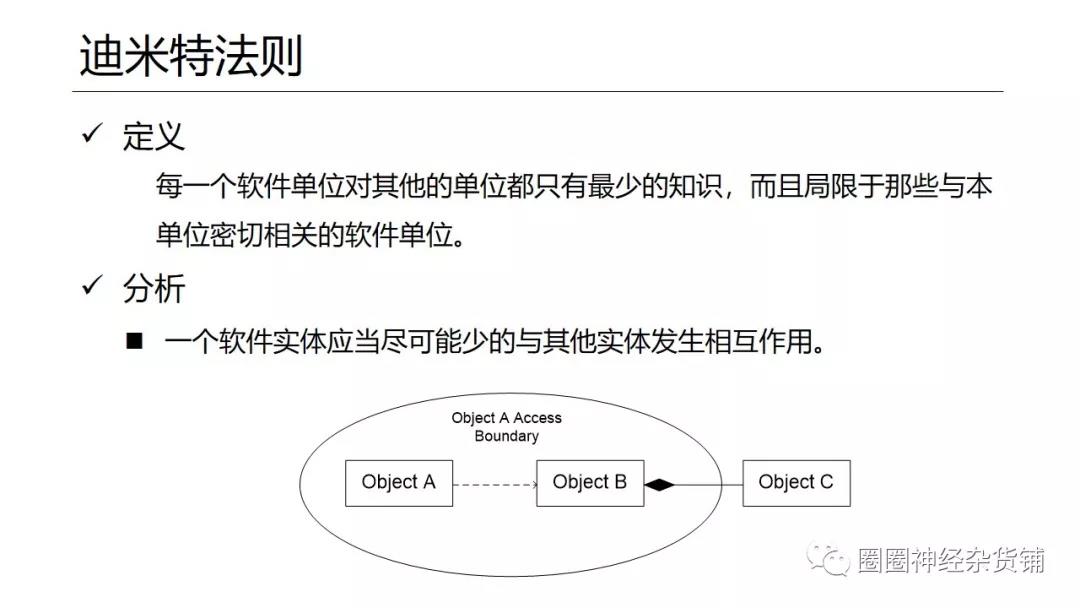 迪米特法则
定义
每一个软件单位对其他的单位都只有最少的知识，而且局限于那些与本
单位密切相关的软件单位。
分析
一个软件实体应当尽可能少的与其他实体发生相互作用。
Object A Access
Boundary
Object A
Object B
Object C
圈圈神经杂货铺